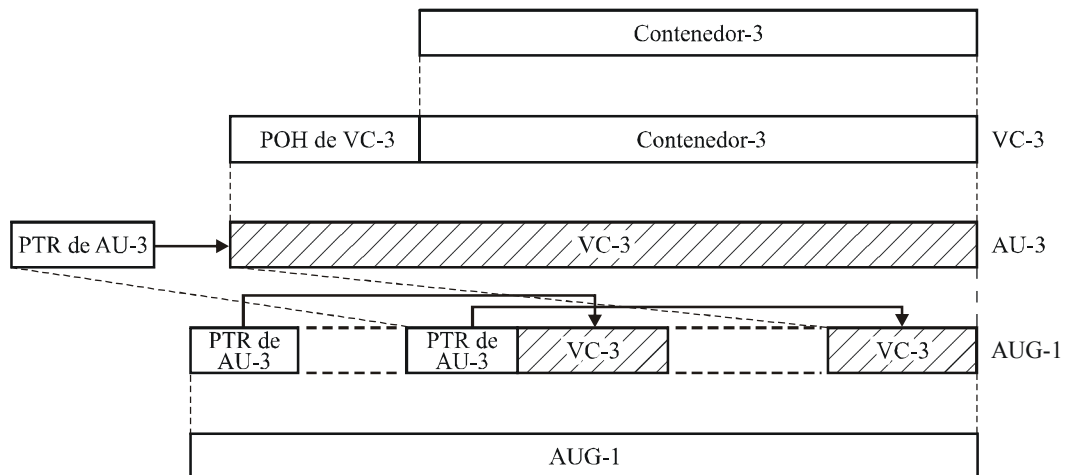 Contenedor-3
POH de VC-3
Contenedor-3
VC-3
PTR de AU-3
VC-3
AU-3
PTR de
AU-3
PTR de
AU-3
VC-3
VC-3
AUG-1
AUG-1